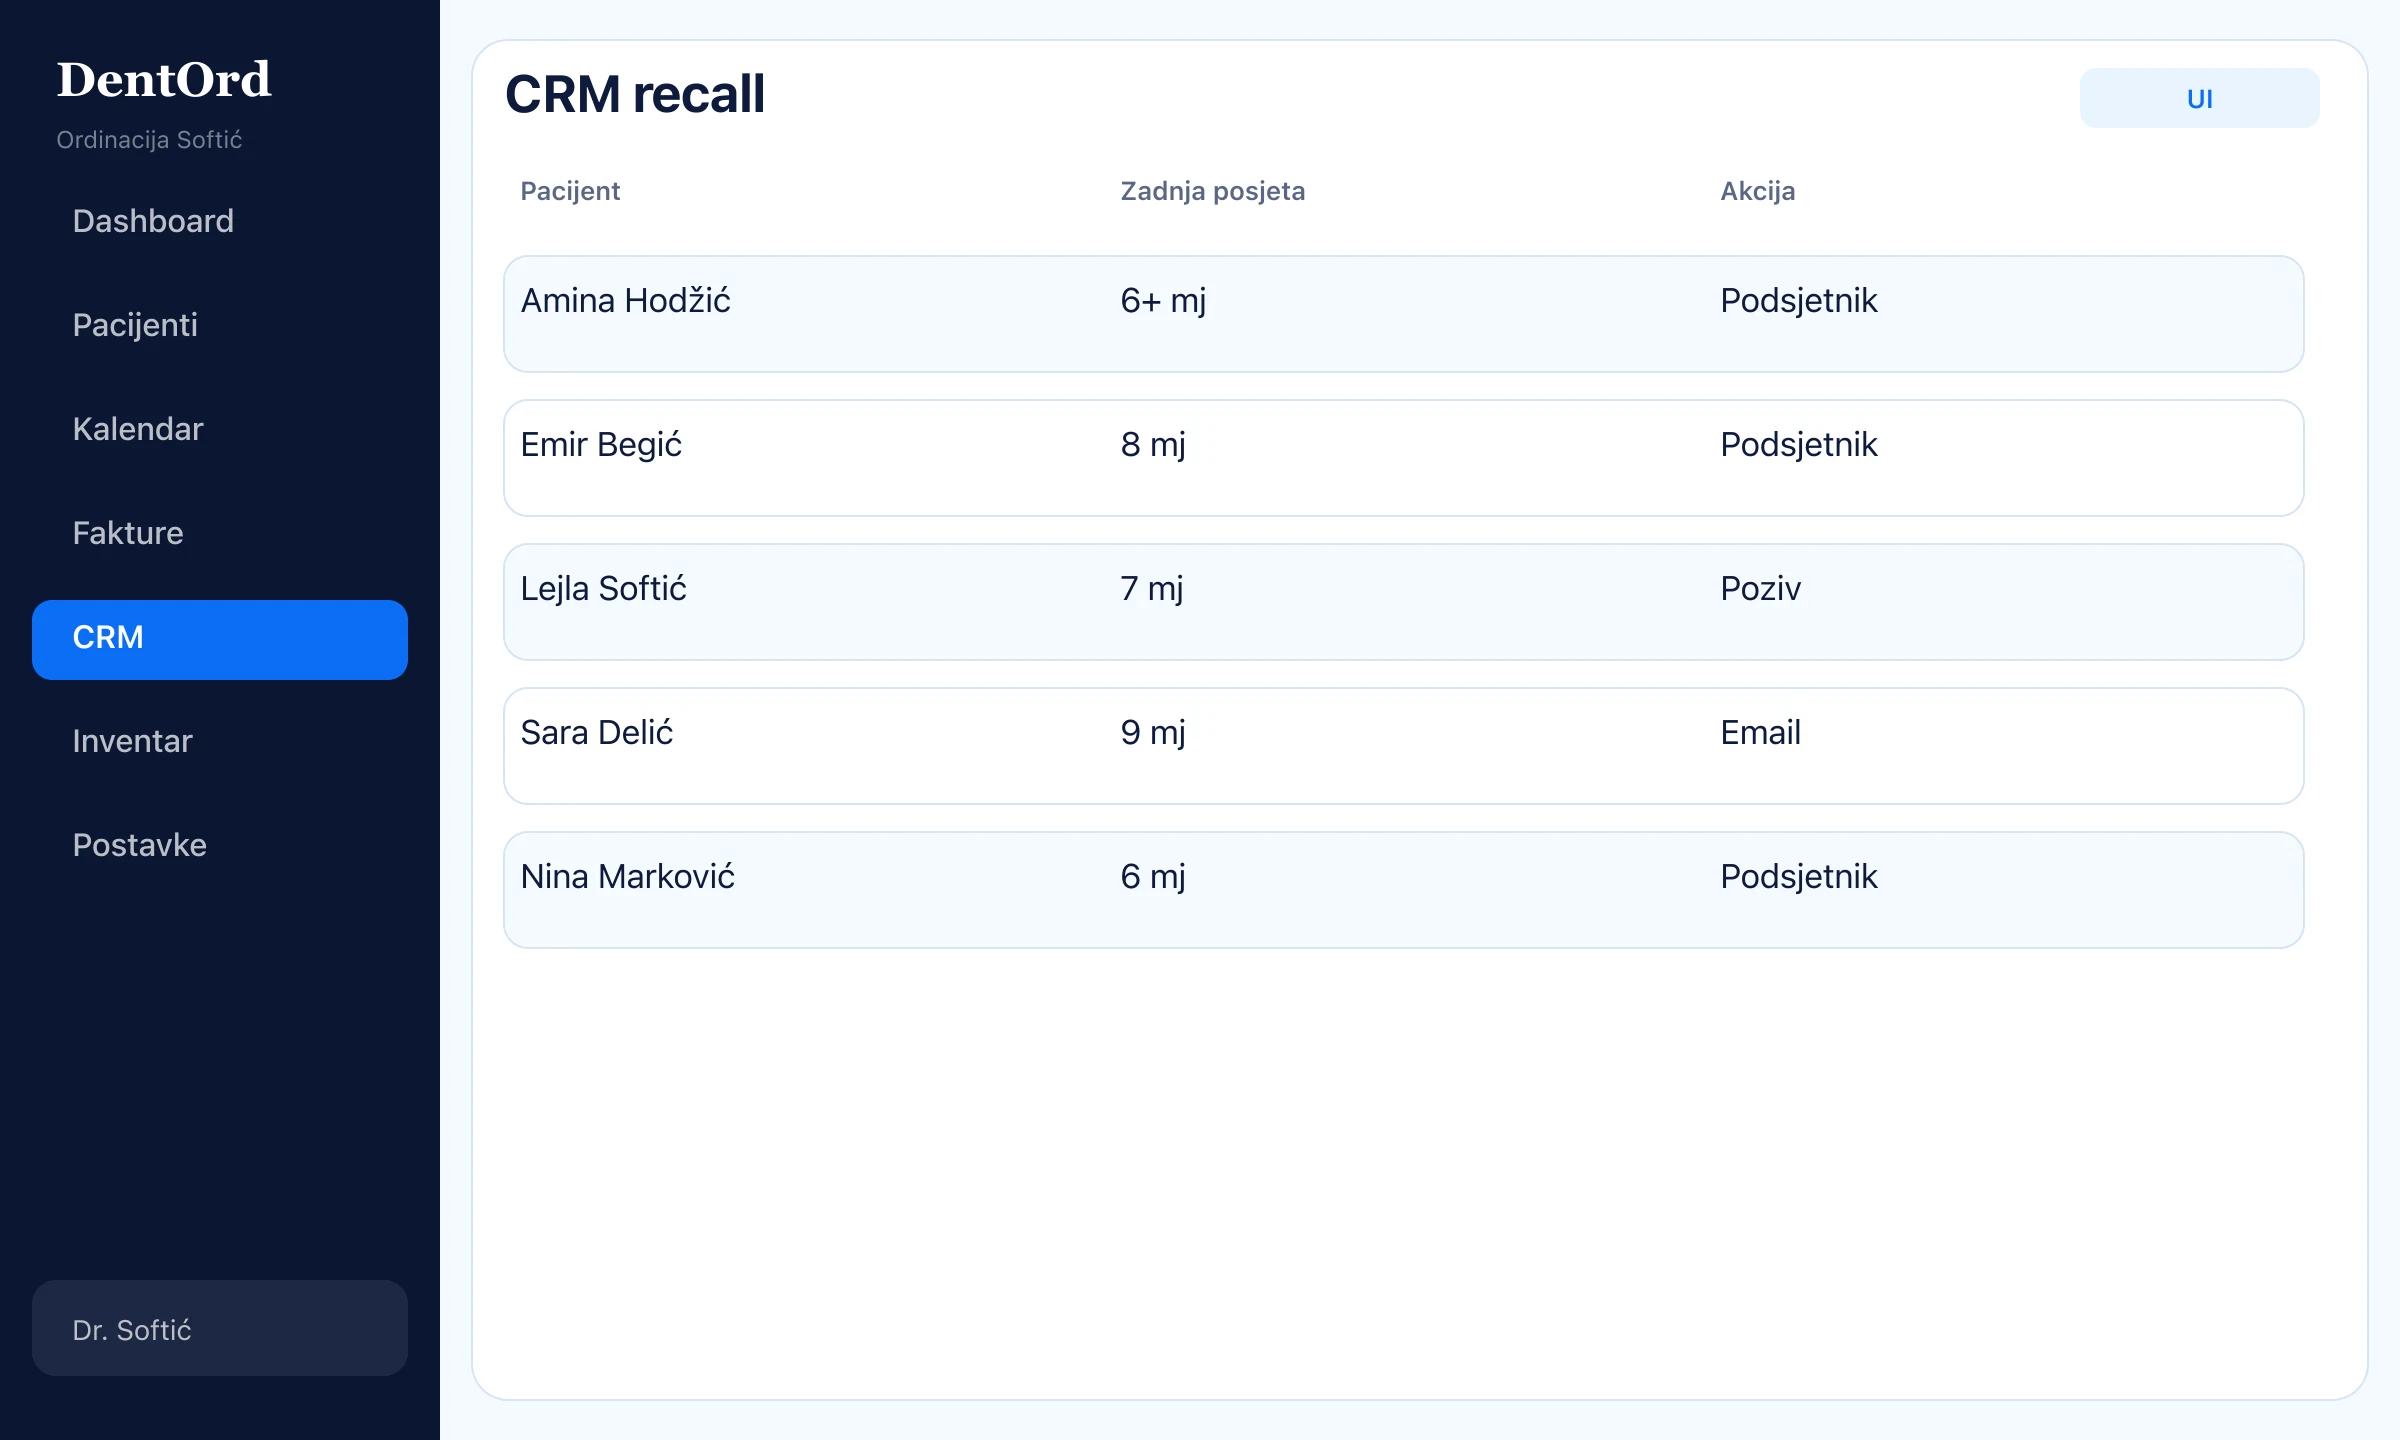 DentOrd
Ordinacija Softić
Dashboard
Pacijenti
Kalendar
Fakture
CRM
Inventar
Postavke
Dr. Softić
CRM recall
UI
Pacijent Zadnja posjeta Akcija
Amina Hodžić 6+ mj Podsjetnik
Emir Begić 8 mj Podsjetnik
Lejla Softić 7 mj Poziv
Sara Delić 9 mj Email
Nina Marković 6 mj Podsjetnik